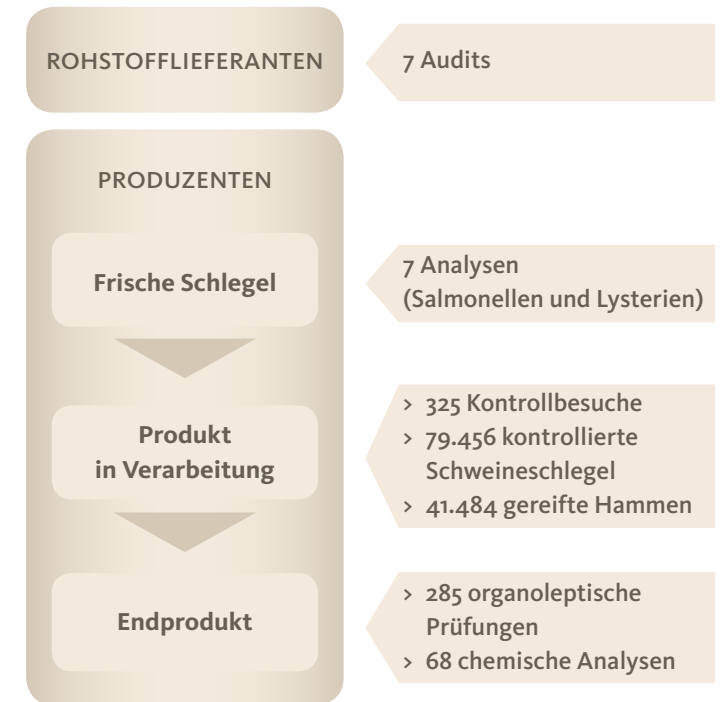 ROHSTOFFLIEFERANTEN
7 Audits
PRODUZENTEN
Frische Schlegel
7 Analysen
(Salmonellen und Lysterien)
Produkt
in Verarbeitung
> 325 Kontrollbesuche
> 79.456 kontrollierte
Schweineschlegel
> 41.484 gereifte Hammen
Endprodukt
> 285 organoleptische
Prüfungen
> 68 chemische Analysen